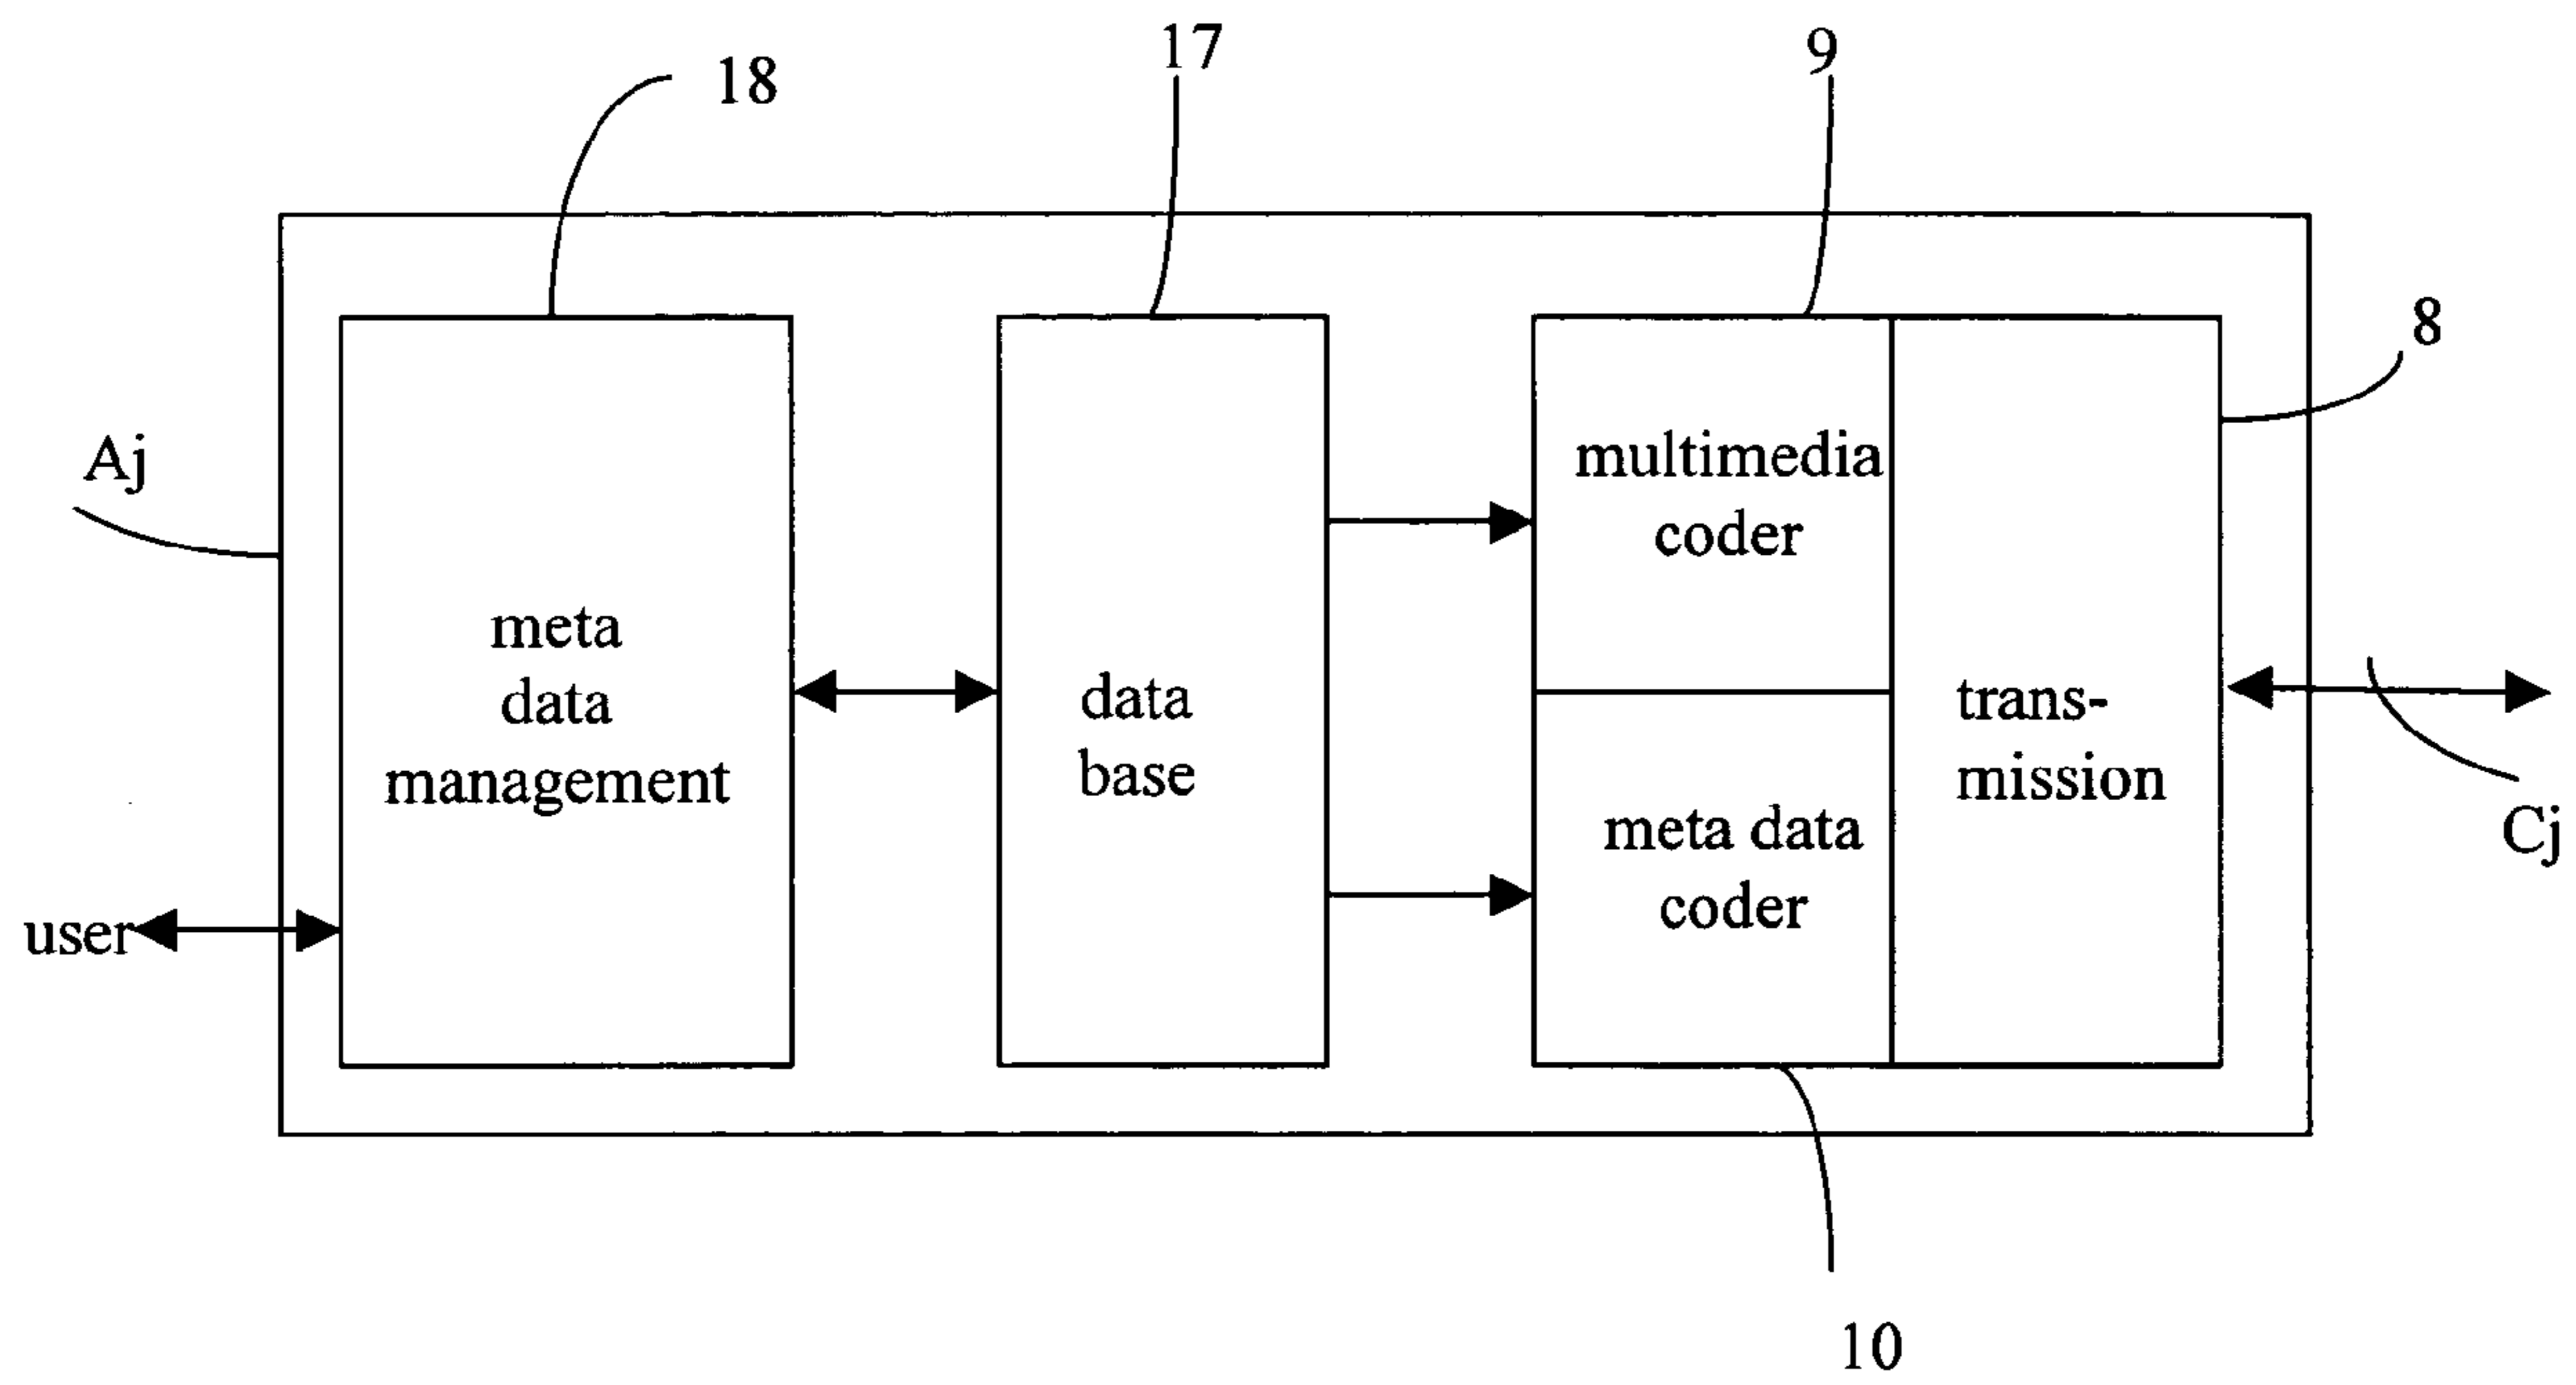 18
17
9
8
Aj
multimedia
coder
meta
data
management
data
base
trans-
mission
meta data
coder
Cj
user
10